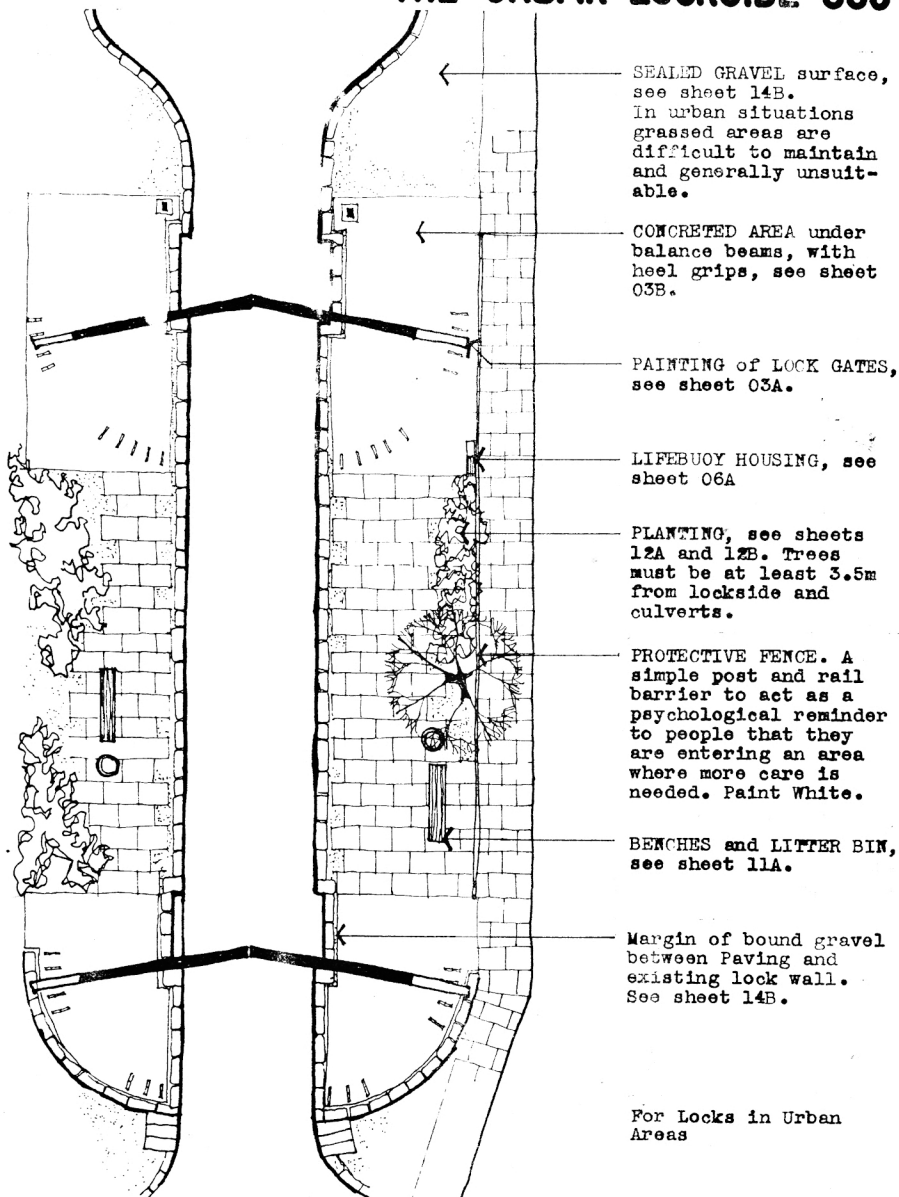 THE URBAN LOCKSIDE
SEALED GRAVEL surface,
see sheet 14B.
In urban situations
grassed areas are
difficult to maintain
and generally unsuit-
able.
CONCRETED AREA under
balance beams, with
heel grips, see sheet
03B.
PAINTING of LOCK GATES,
see sheet 03A.
LIFEBUOY HOUSING, see
sheet 06A
PLANTING, see sheets
12A and 12B. Trees
must be at least 3.5m
from lockside and
culverts.
PROTECTIVE FENCE. A
simple post and rail
barrier to act as a
psychological reminder
to people that they
are entering an area
where more care is
needed. Paint White.
BENCHES and LITTER BIN,
see sheet 11A.
Margin of bound gravel
between Paving and
existing lock wall.
See sheet 14B.
For Locks in Urban
Areas